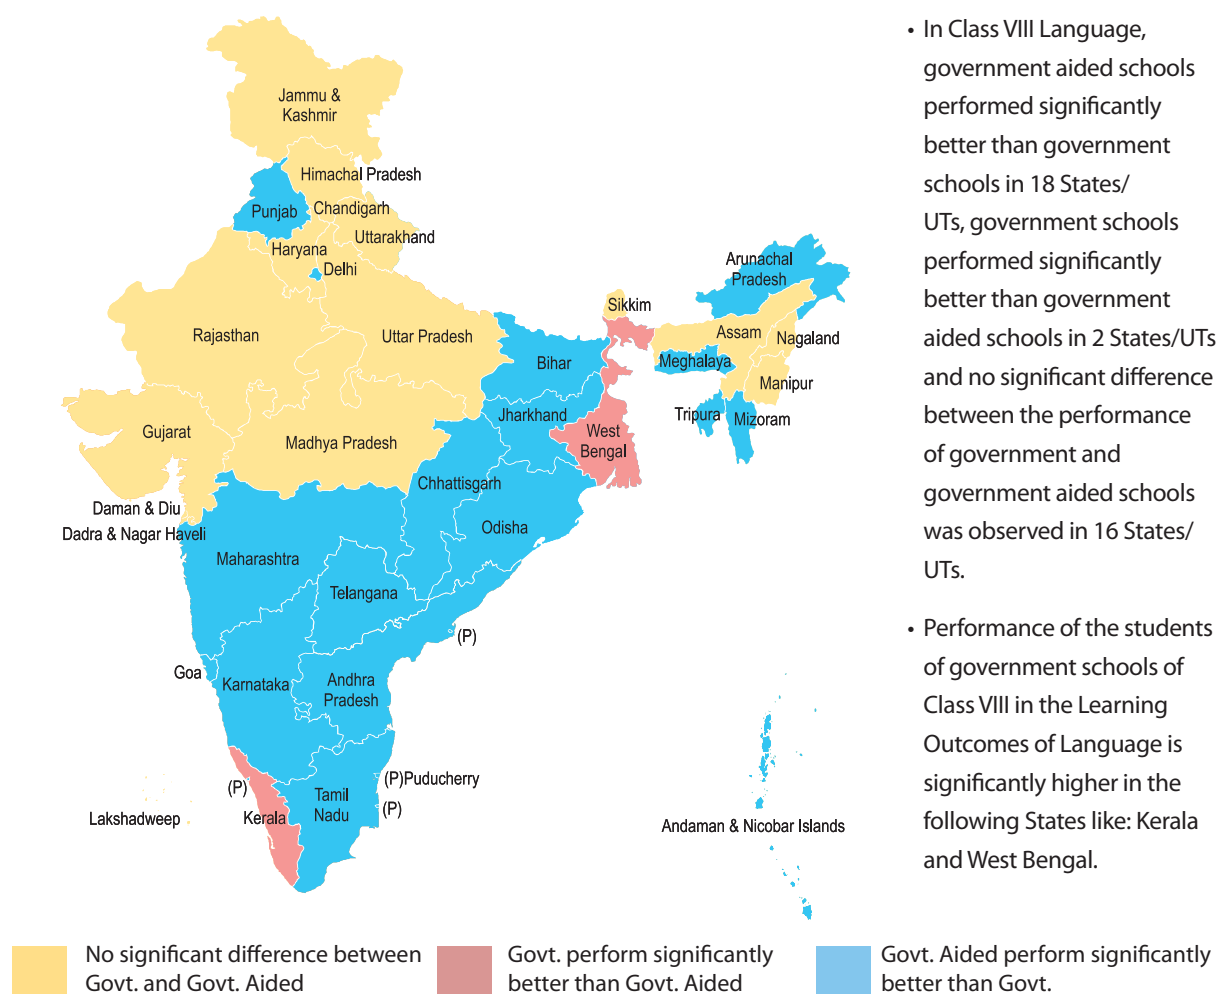 Jammu &
Kashmir
Himachal Pradesh
Punjab
Chandigarh
Uttarakhand
Haryana
Delhi
Arunachal
Pradesh
Sikkim
Rajasthan
Uttar Pradesh
Assam
Nagaland
Bihar
Meghalaya
Manipur
Jharkhand
Tripura
Mizoram
Gujarat
Madhya Pradesh
West
Bengal
Chhattisgarh
Daman & Diu
Dadra & Nagar Haveli
Odisha
Maharashtra
Telangana
(P)
Goa
Karnataka
Andhra
Pradesh
(P)
(P)Puducherry
Tamil
Nadu
(P)
Lakshadweep
Kerala
Andaman & Nicobar Islands
• In Class VIII Language,
government aided schools
performed significantly
better than government
schools in 18 States/
UTs, government schools
performed significantly
better than government
aided schools in 2 States/UTs
and no significant difference
between the performance
of government and
government aided schools
was observed in 16 States/
UTs.
• Performance of the students
of government schools of
Class VIII in the Learning
Outcomes of Language is
significantly higher in the
following States like: Kerala
and West Bengal.
No significant difference between
Govt. and Govt. Aided
Govt. perform significantly
better than Govt. Aided
Govt. Aided perform significantly
better than Govt.